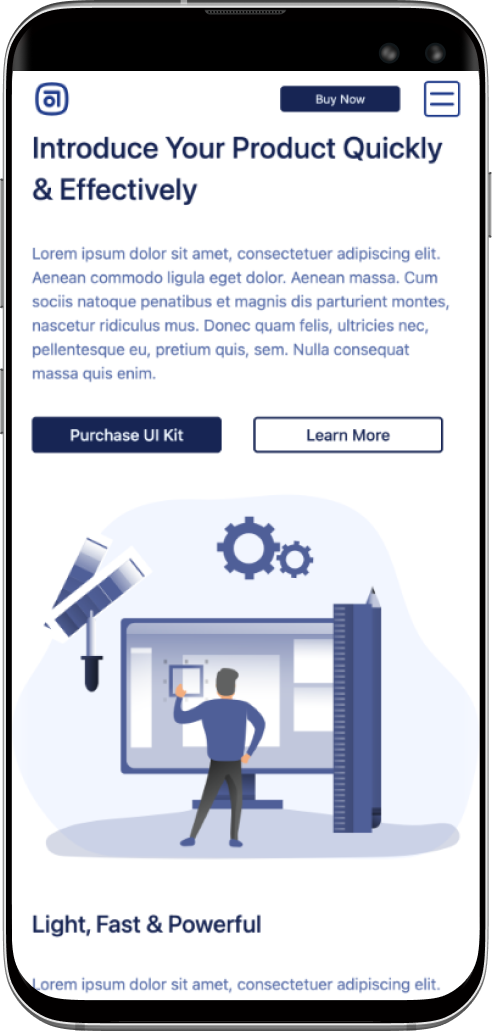 Buy Now
Introduce Your Product Quickly
& Effectively
Lorem ipsum dolor sit amet, consectetuer adipiscing elit.
Aenean commodo ligula eget dolor. Aenean massa. Cum
sociis natoque penatibus et magnis dis parturient montes,
nascetur ridiculus mus. Donec quam felis, ultricies nec,
pellentesque eu, pretium quis, sem. Nulla consequat
massa quis enim.
Purchase UI Kit
Learn More
Light, Fast & Powerful
Lorem ipsum dolor sit amet, consectetuer adipiscing elit.